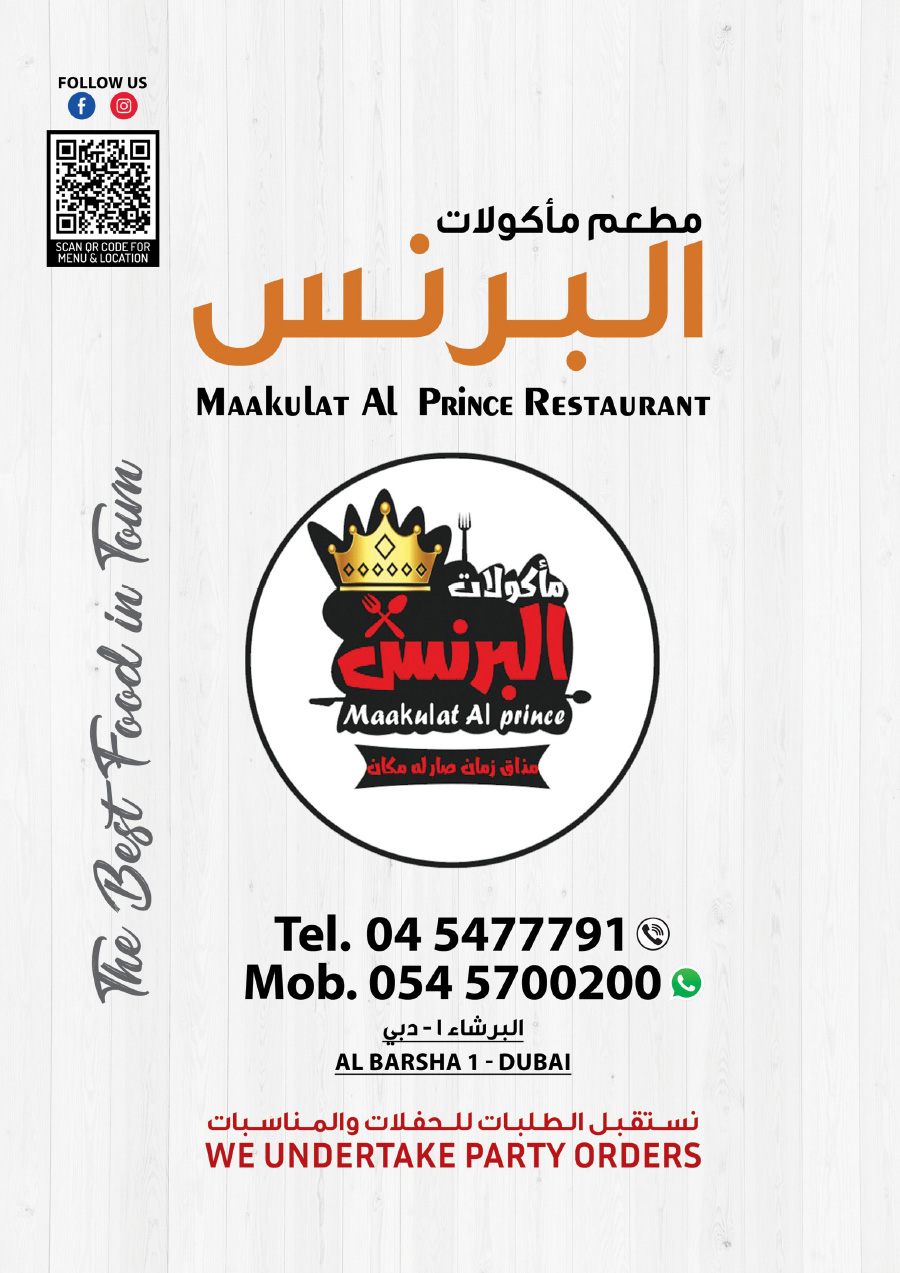 FOLLOW US
SCAN QR CODE FOR
MENU & LOCATION
مطعم مأكولات
البرنس
Maakulat Al Prince Restaurant
The Best Food in Town
مأكولات
البرنس
Maakulat Al prince
مذاق زمان صار له مكان
Tel. 04 5477791
Mob. 054 5700200
البرشاء ١ - دبي
AL BARSHA 1 - DUBAI
نستقبل الطلبات للحفلات والمناسبات
WE UNDERTAKE PARTY ORDERS